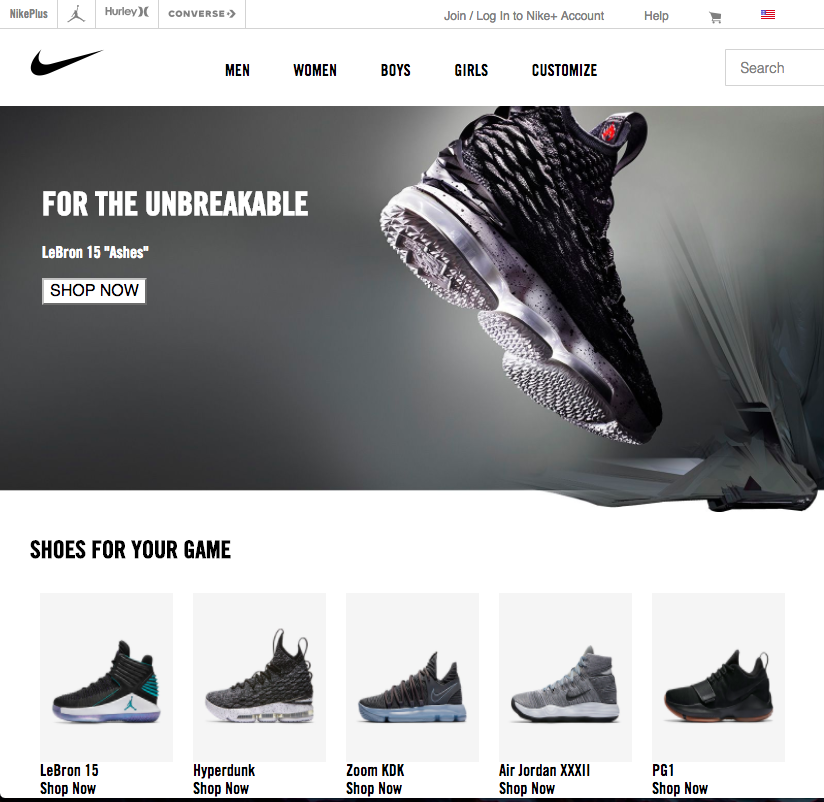 NikePlus
Hurley
CONVERSE
Join / Log In to Nike+ Account
Help
MEN
WOMEN
BOYS
GIRLS
CUSTOMIZE
Search
FOR THE UNBREAKABLE
LeBron 15 "Ashes"
SHOP NOW
SHOES FOR YOUR GAME
LeBron 15
Shop Now
Hyperdunk
Shop Now
Zoom KDK
Shop Now
Air Jordan XXXII
Shop Now
PG1
Shop Now